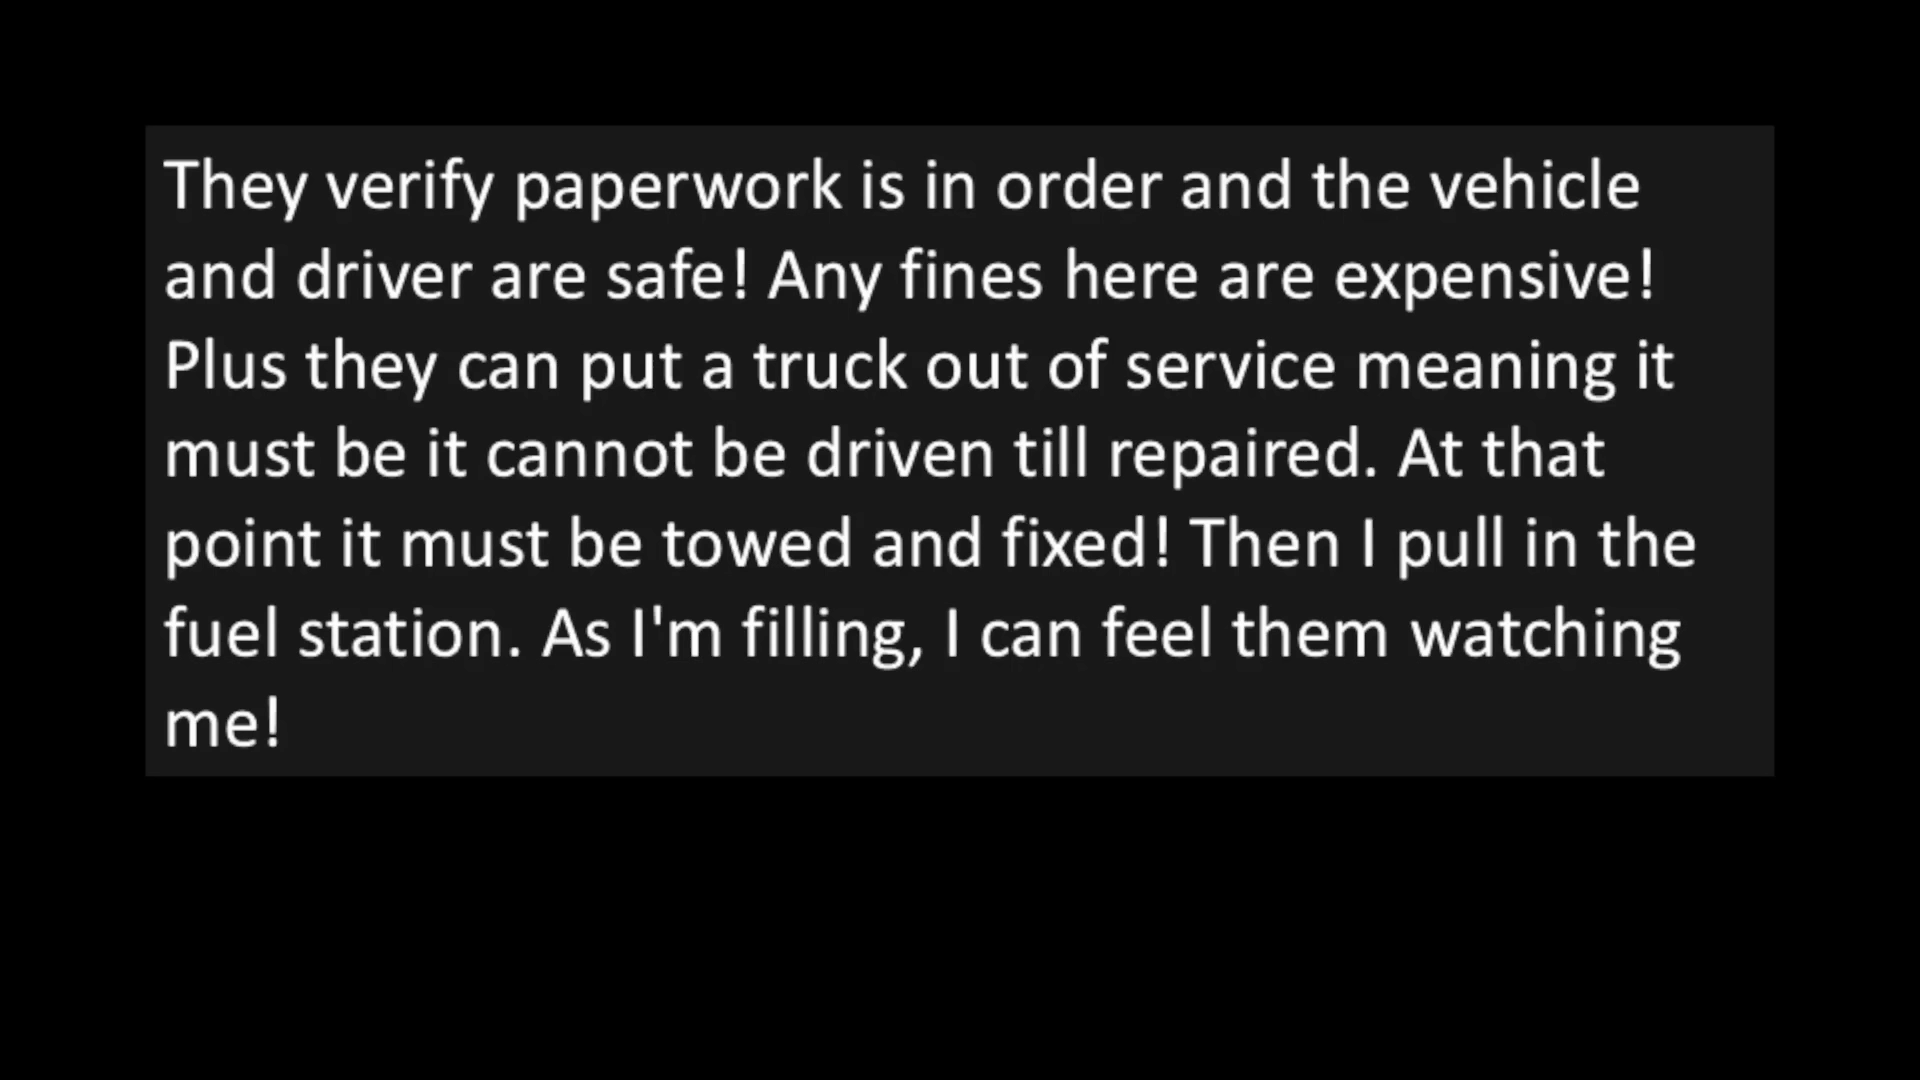 They verify paperwork is in order and the vehicle
and driver are safe! Any fines here are expensive!
Plus they can put a truck out of service meaning it
must be it cannot be driven till repaired. At that
point it must be towed and fixed! Then I pull in the
fuel station. As I'm filling, I can feel them watching
me!